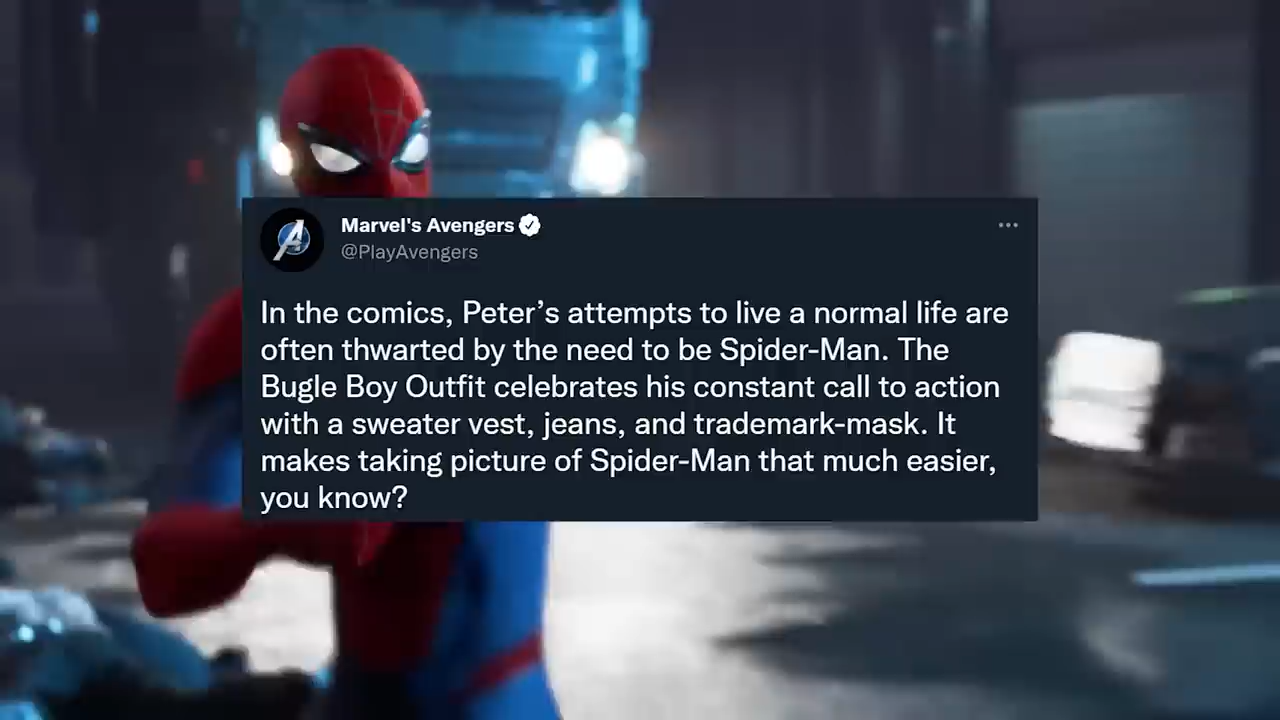 Marvel's Avengers
@PlayAvengers
In the comics, Peter’s attempts to live a normal life are
often thwarted by the need to be Spider-Man. The
Bugle Boy Outfit celebrates his constant call to action
with a sweater vest, jeans, and trademark-mask. It
makes taking picture of Spider-Man that much easier,
you know?